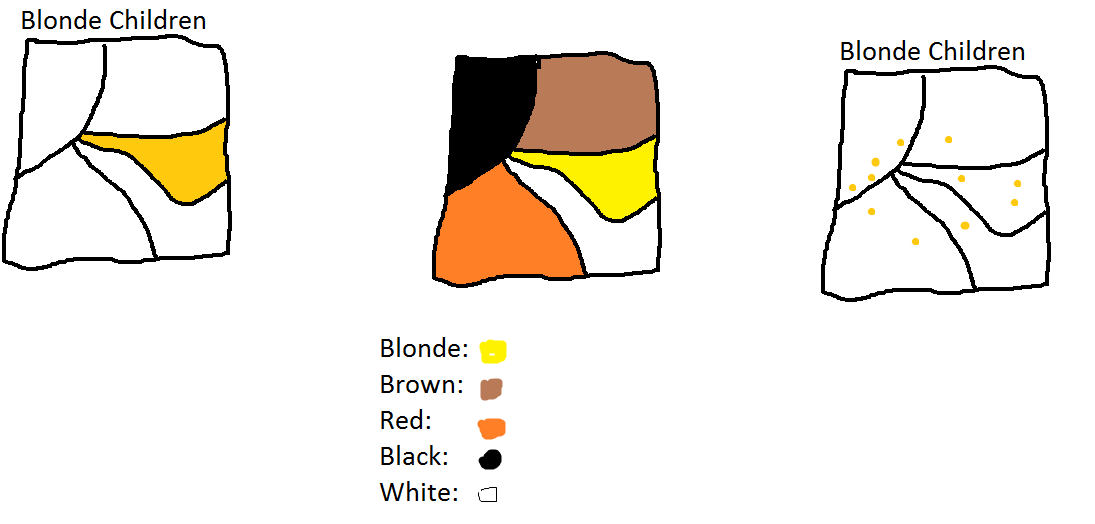 Blonde Children
Blonde Children
Blonde:
Brown:
Red:
Black:
White: